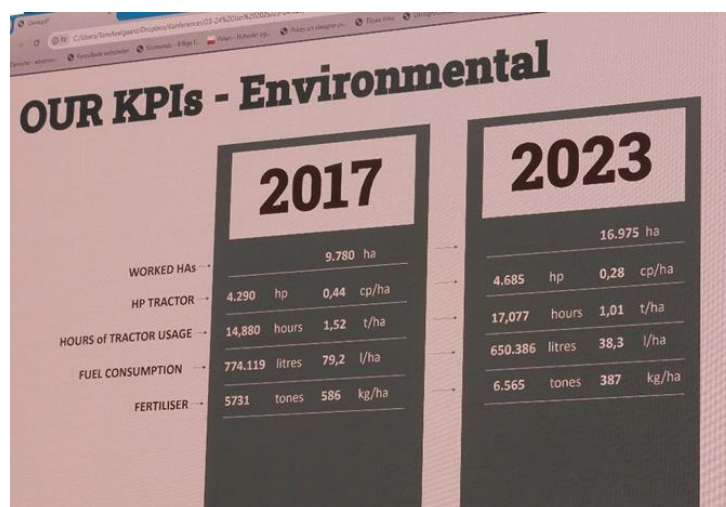 OUR KPIs - Environmental
2017
2023
WORKED HAs 9.780 ha 16.975 ha
HP TRACTOR 4.290 hp 0,44 cp/ha 4.685 hp 0,28 cp/ha
HOURS of TRACTOR USAGE 14,880 hours 1,52 t/ha 17,077 hours 1,01 t/ha
FUEL CONSUMPTION 774.119 litres 79,2 l/ha 650.386 litres 38,3 l/ha
FERTILISER 5731 tones 586 kg/ha 6.565 tones 387 kg/ha